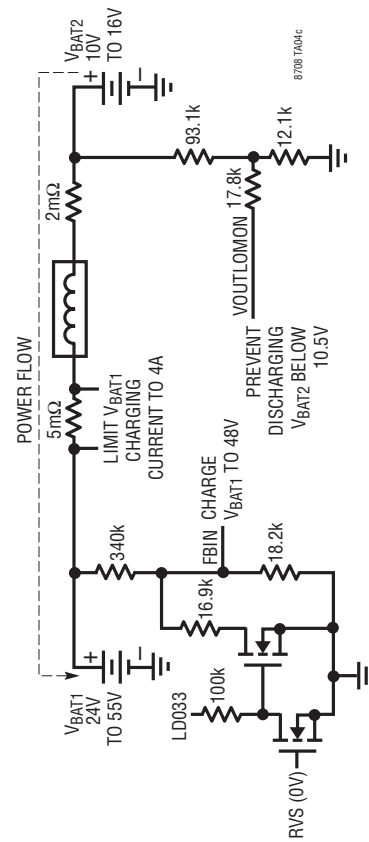 POWER FLOW
VBAT1
24V
TO 55V
+
–
5mΩ
LIMIT VBAT1
CHARGING
CURRENT TO 4A
2mΩ
VBAT2
10V
TO 16V
+
–
340k
FBIN CHARGE
VBAT1 TO 48V
16.9k
18.2k
LD033
100k
RVS (0V)
93.1k
VOUTLOMON
17.8k
12.1k
PREVENT
DISCHARGING
VBAT2 BELOW
10.5V
8708 TA04c